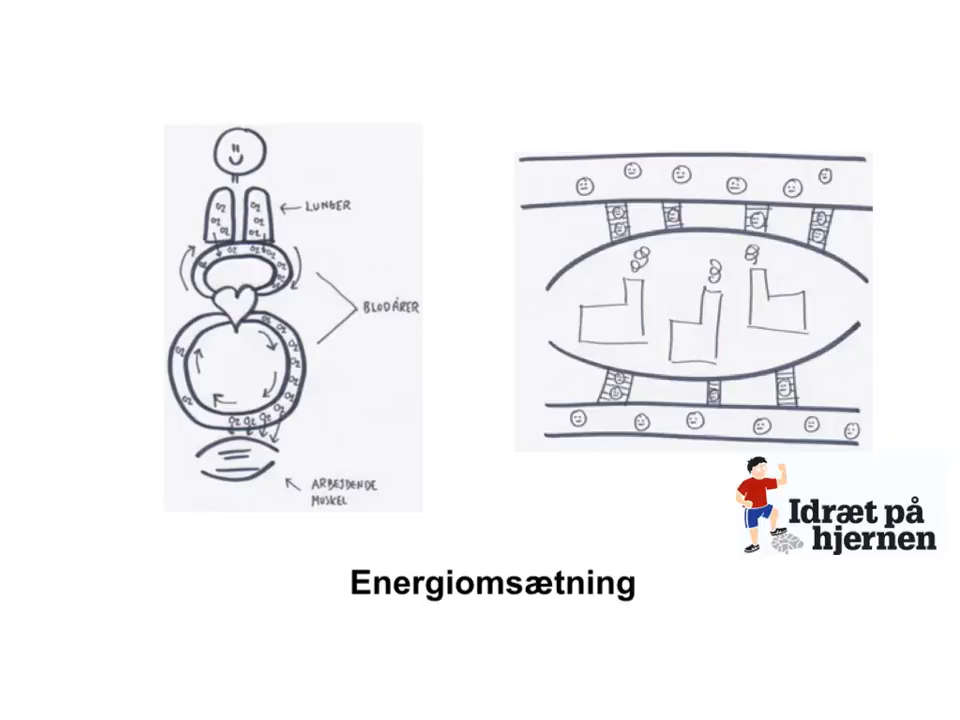 LUNGER
BLODÅRER
ARBEJDENDE
MUSKEL
Idræt på
hjernen
Energiomsætning